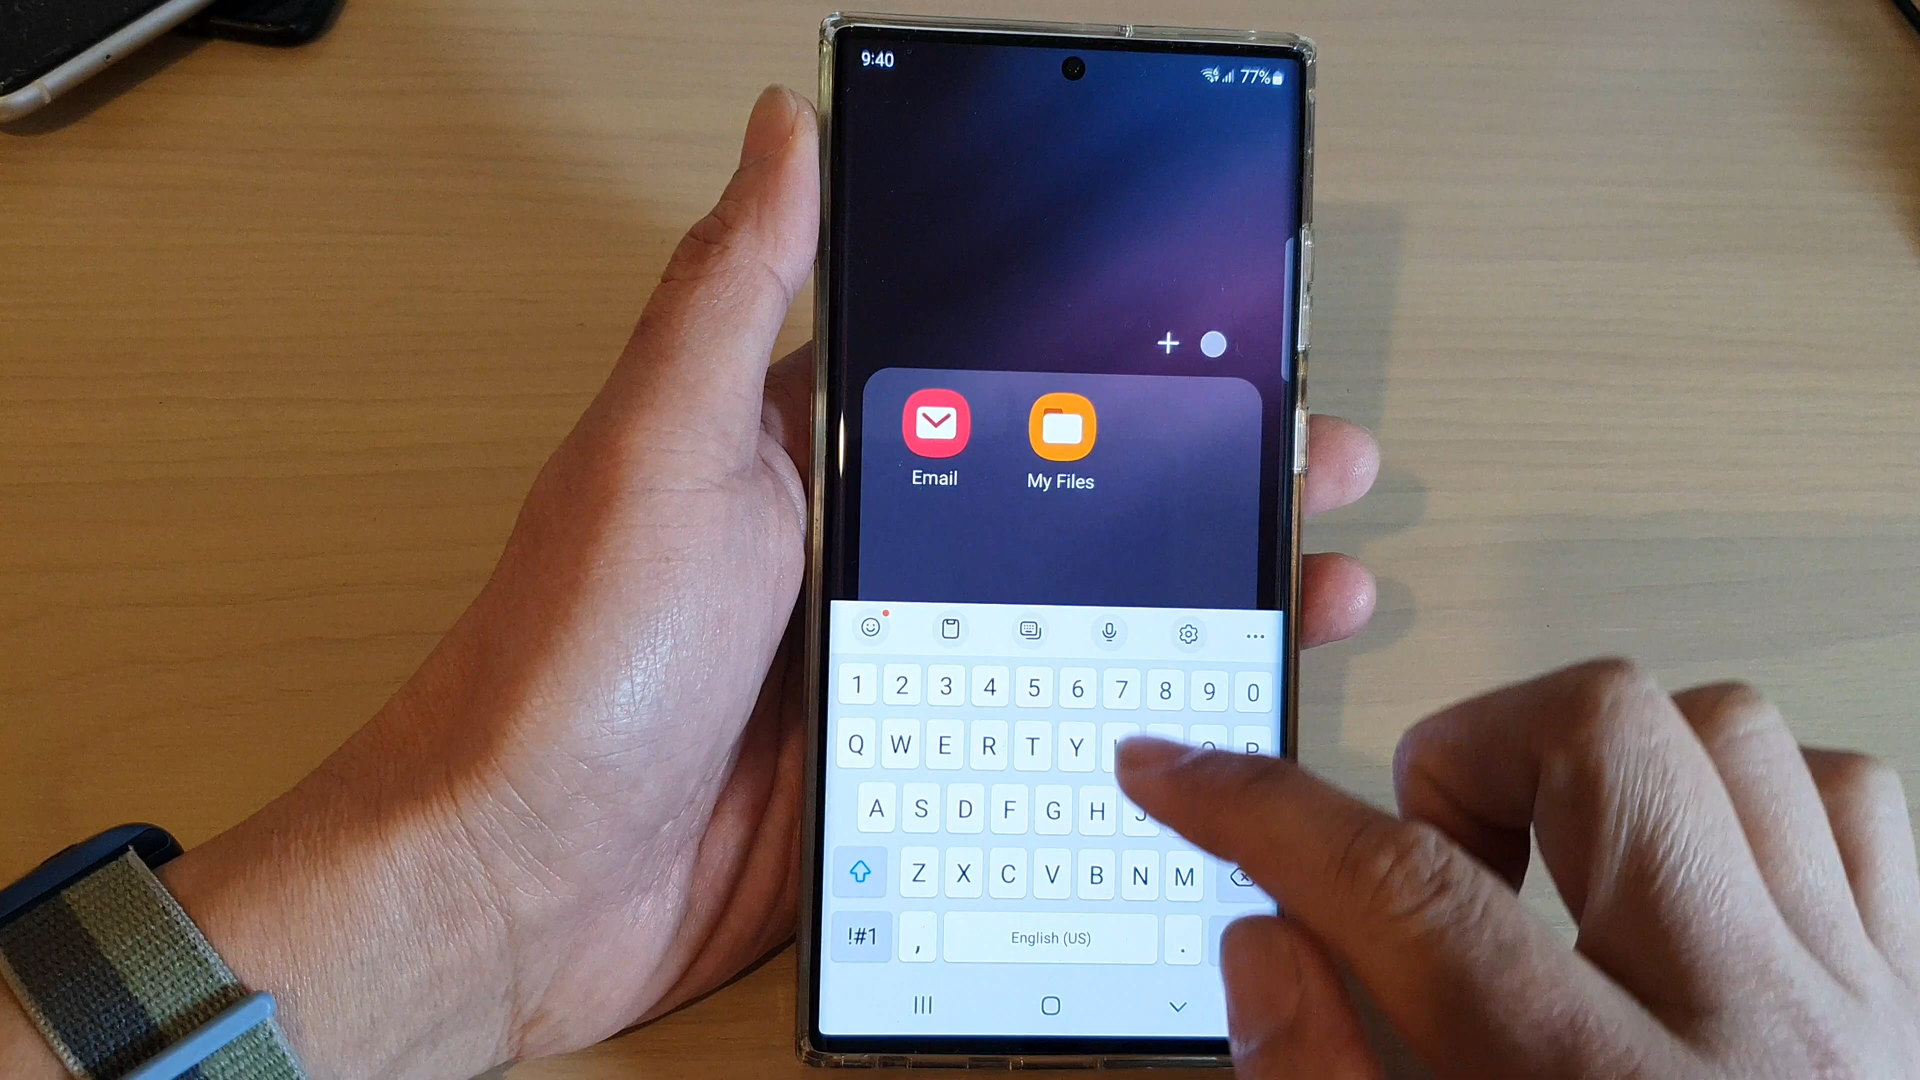 9:40
77%
Email My Files
1 2 3 4 5 6 7 8 9 0
Q W E R T Y
A S D F G H J
Z X C V B N M
!#1 , English (US) .